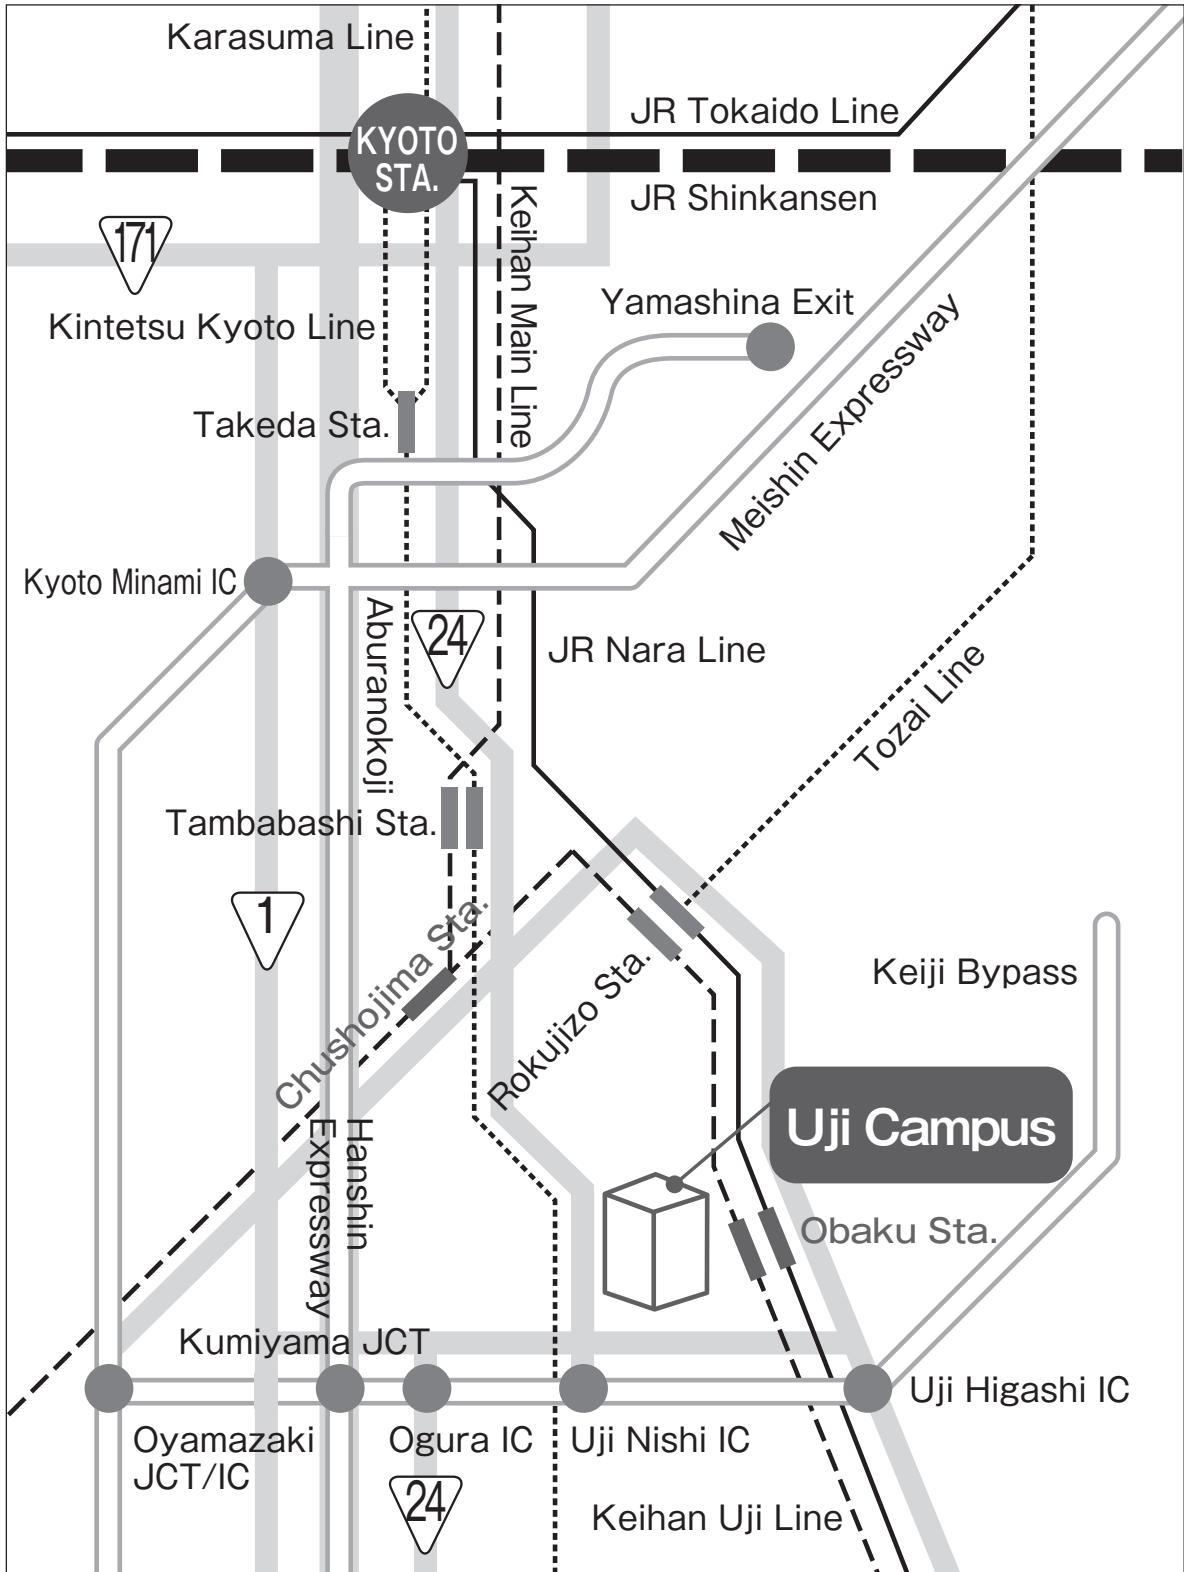 Karasuma Line
JR Tokaido Line
KYOTO
STA.
JR Shinkansen
Keihan Main Line
171
Yamashina Exit
Kintetsu Kyoto Line
Meishin Expressway
Takeda Sta.
Kyoto Minami IC
Aburanokoji
24
JR Nara Line
Tozai Line
Tambabashi Sta.
1
Chushojima Sta.
Rokujizo Sta.
Keiji Bypass
Uji Campus
Hanshin
Expressway
Obaku Sta.
Kumiyama JCT
Uji Higashi IC
Oyamazaki
JCT/IC
Ogura IC
Uji Nishi IC
24
Keihan Uji Line